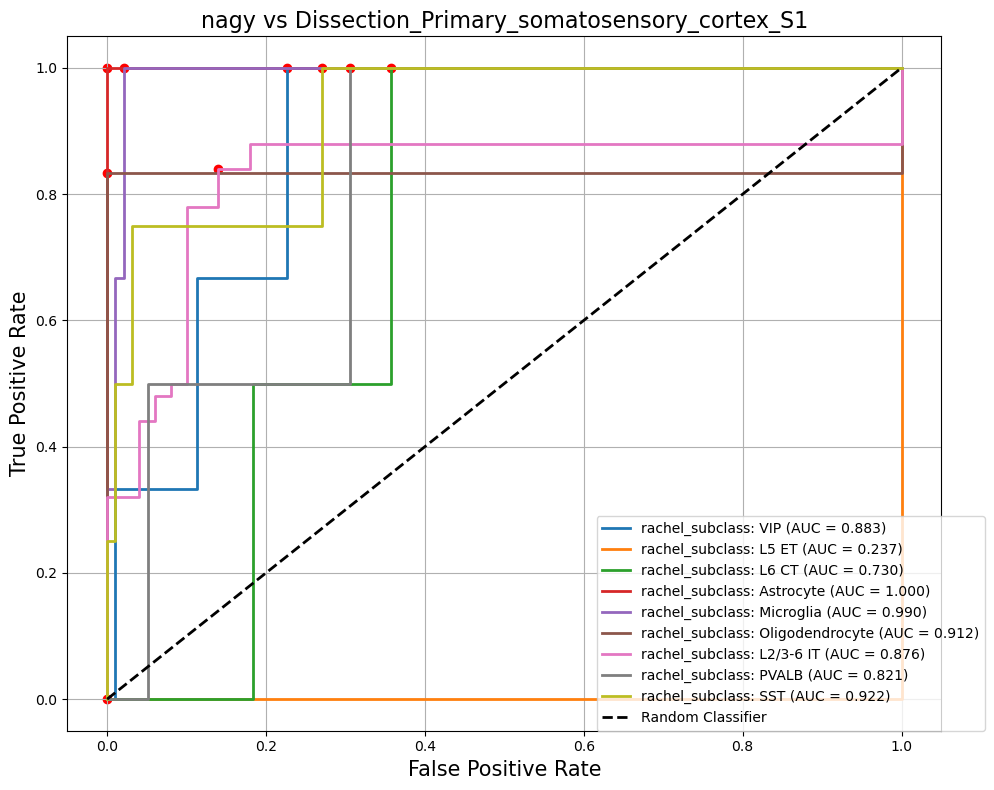 nagy vs Dissection_Primary_somatosensory_cortex_S1
1.0
0.8
0.6
0.4
0.2
0.0
True Positive Rate
rachel_subclass: VIP (AUC = 0.883)
rachel_subclass: L5 ET (AUC = 0.237)
rachel_subclass: L6 CT (AUC = 0.730)
rachel_subclass: Astrocyte (AUC = 1.000)
rachel_subclass: Microglia (AUC = 0.990)
rachel_subclass: Oligodendrocyte (AUC = 0.912)
rachel_subclass: L2/3-6 IT (AUC = 0.876)
rachel_subclass: PVALB (AUC = 0.821)
rachel_subclass: SST (AUC = 0.922)
Random Classifier
0.0 0.2 0.4 0.6 0.8 1.0
False Positive Rate